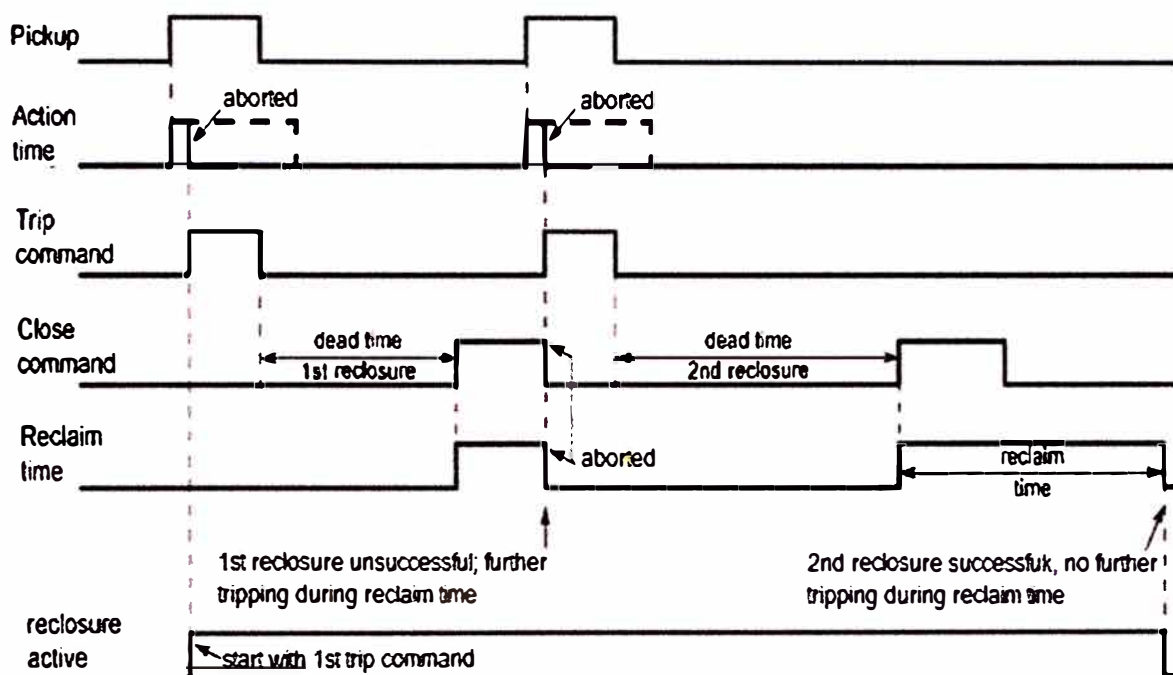 Pickup
Action
time
aborted
aborted
Trip
command
Close
command
dead time
1st reclosure
dead time
2nd reclosure
Reclaim
time
aborted
reclaim
time
1st reclosure unsuccessful; further
tripping during reclaim time
2nd reclosure successfuk, no further
tripping during reclaim time
reclosure
active
start with 1st trip command